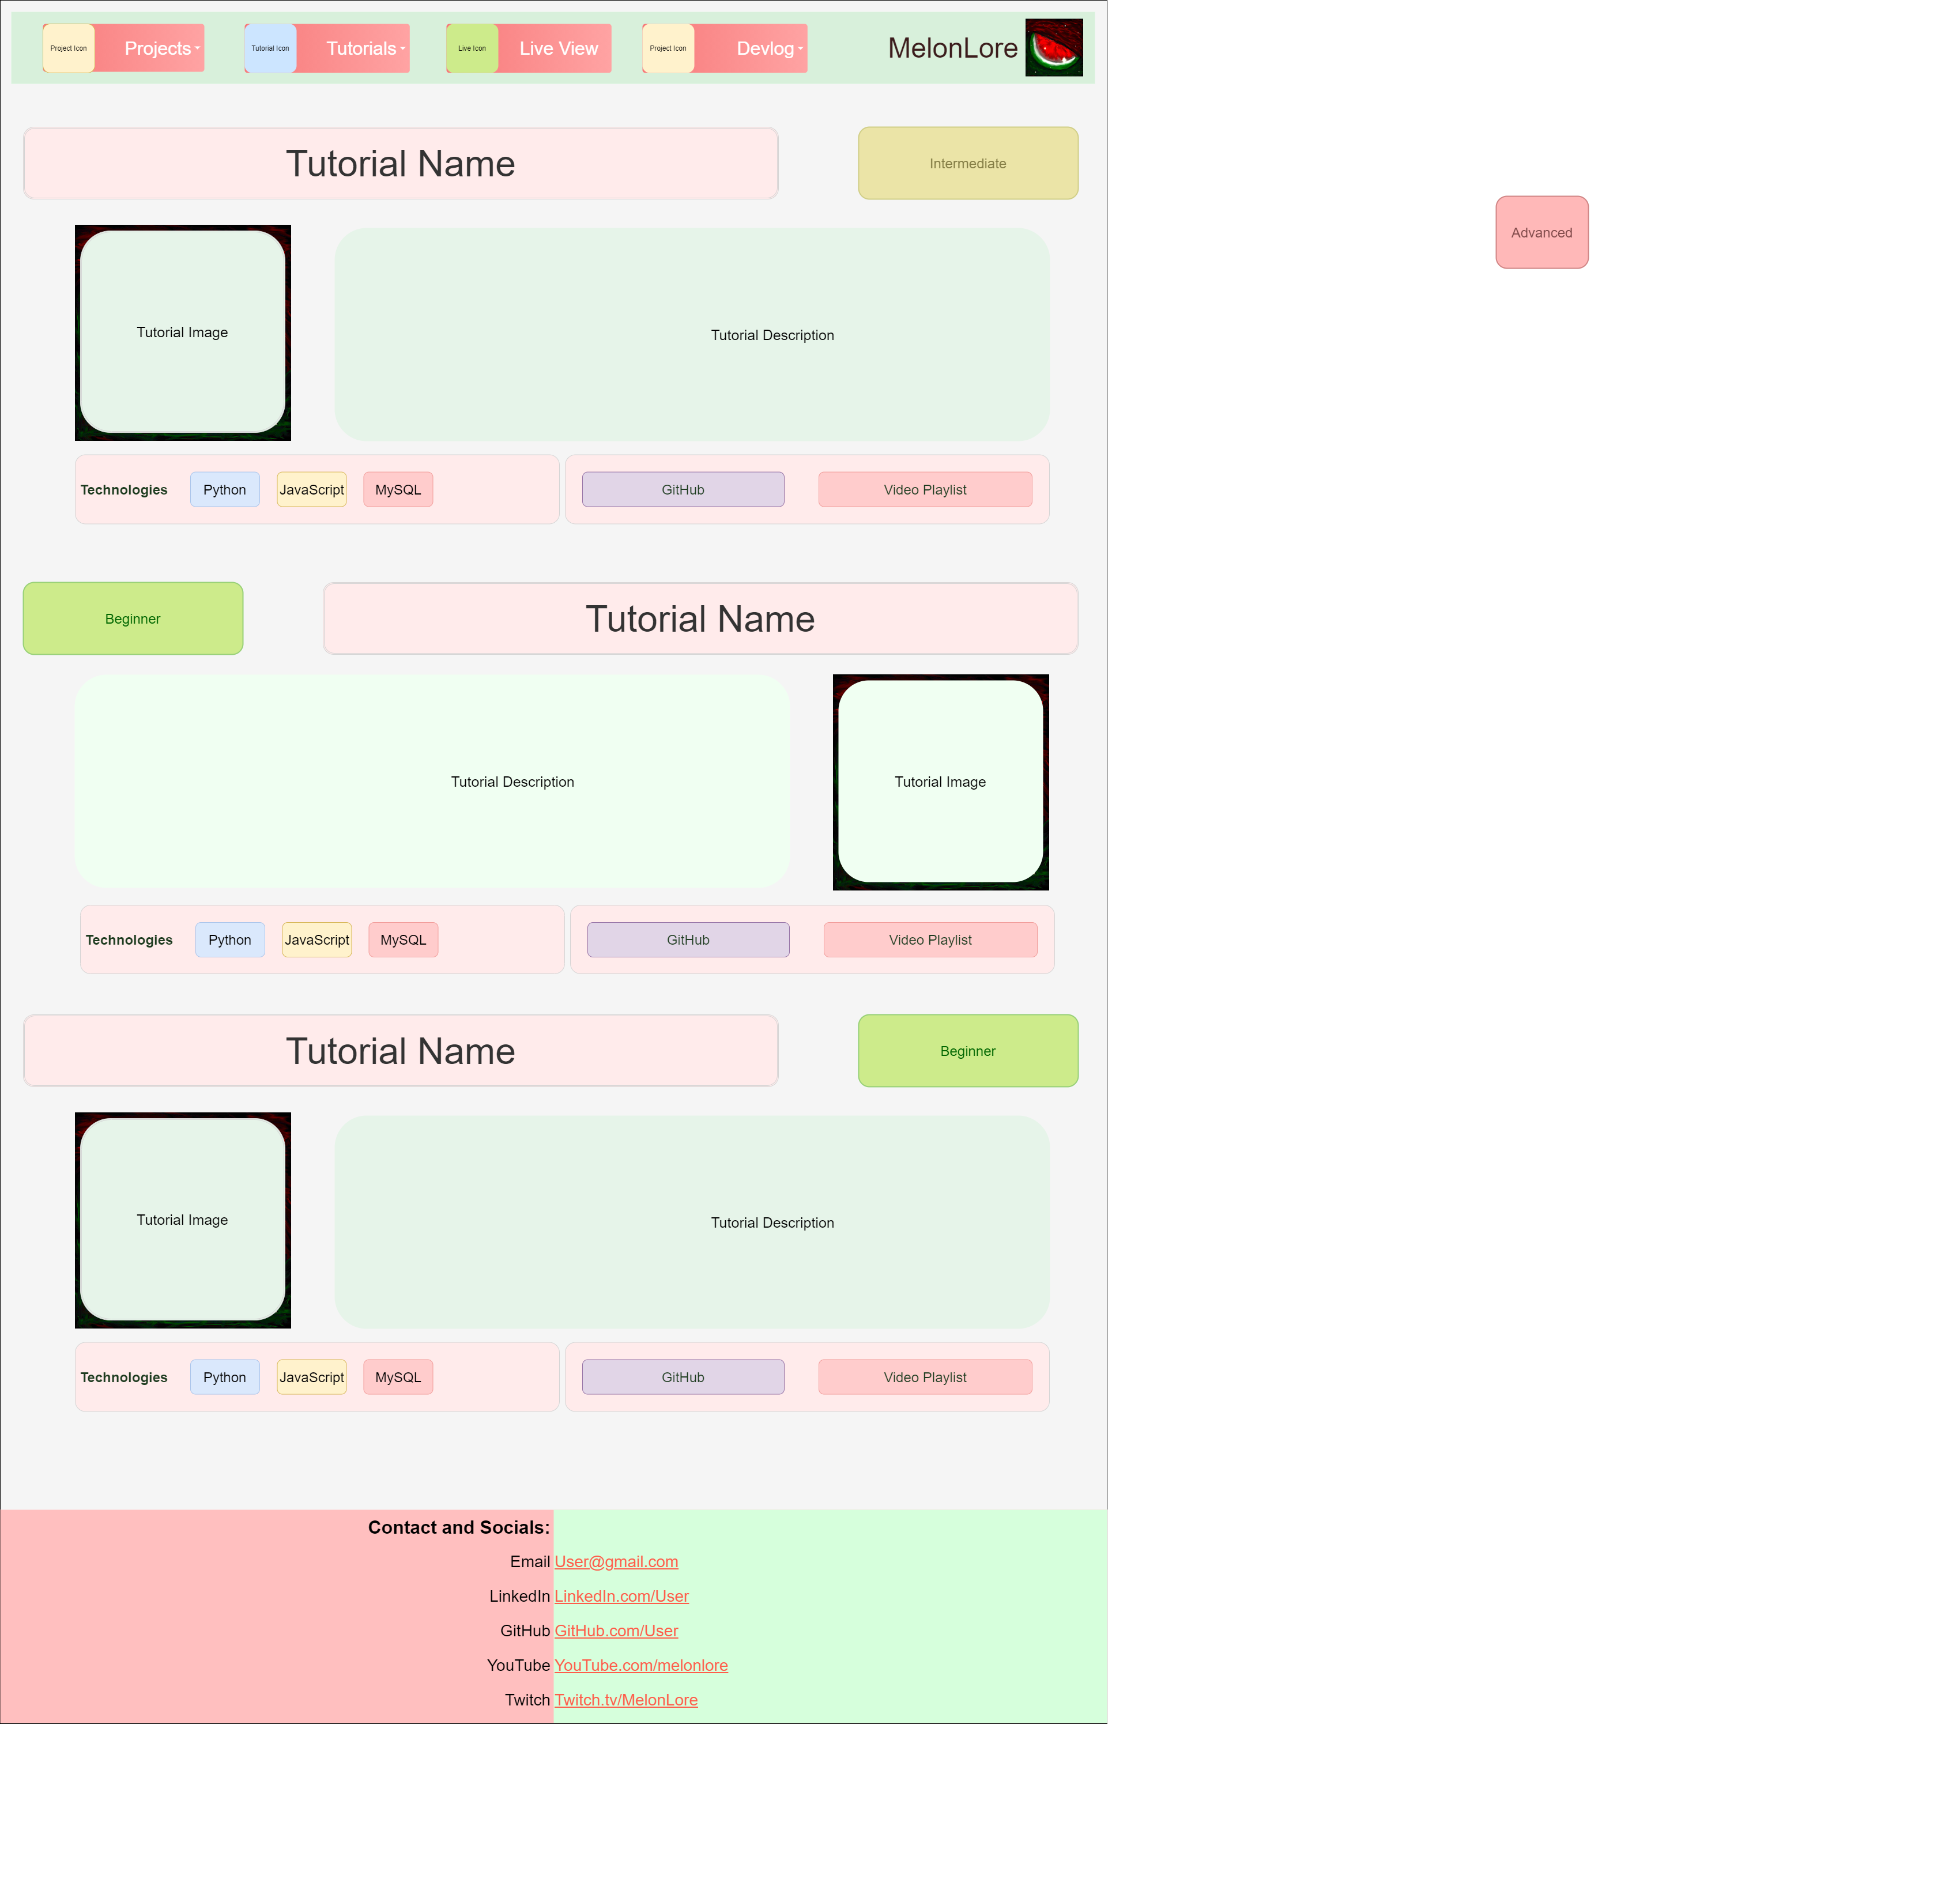 Project Icon
Projects
Tutorial Icon
Tutorials
Live Icon
Live View
Project Icon
Devlog
MelonLore
Tutorial Name
Intermediate
Advanced
Tutorial Image
Tutorial Description
Technologies
Python
JavaScript
MySQL
GitHub
Video Playlist
Beginner
Tutorial Name
Tutorial Description
Tutorial Image
Technologies
Python
JavaScript
MySQL
GitHub
Video Playlist
Tutorial Name
Beginner
Tutorial Image
Tutorial Description
Technologies
Python
JavaScript
MySQL
GitHub
Video Playlist
Contact and Socials:
Email User@gmail.com
LinkedIn LinkedIn.com/User
GitHub GitHub.com/User
YouTube YouTube.com/melonlore
Twitch Twitch.tv/MelonLore